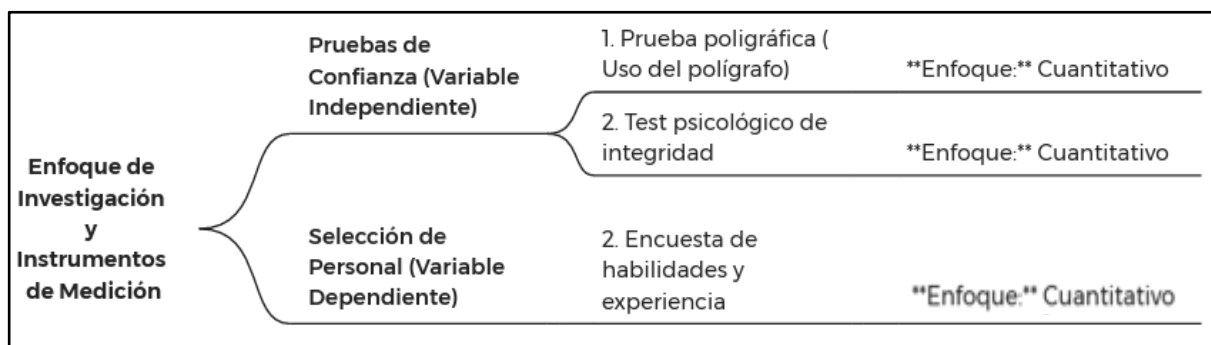 Enfoque de
Investigación
y
Instrumentos
de Medición
Pruebas de
Confianza (Variable
Independiente)
1. Prueba poligráfica (
Uso del polígrafo)
**Enfoque:** Cuantitativo
2. Test psicológico de
integridad
**Enfoque:** Cuantitativo
Selección de
Personal (Variable
Dependiente)
2. Encuesta de
habilidades y
experiencia
**Enfoque:** Cuantitativo